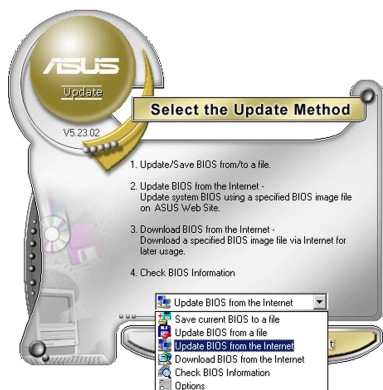 ASUS
Update
V5.23.02
Select the Update Method
1. Update/Save BIOS from/to a file.
2. Update BIOS from the Internet -
Update system BIOS using a specified BIOS image file
on ASUS Web Site.
3. Download BIOS from the Internet -
Download a specified BIOS image file via Internet for
later usage.
4. Check BIOS Information
Update BIOS from the Internet
Save current BIOS to a file
Update BIOS from a file
Update BIOS from the Internet
Download BIOS from the Internet
Check BIOS Information
Options